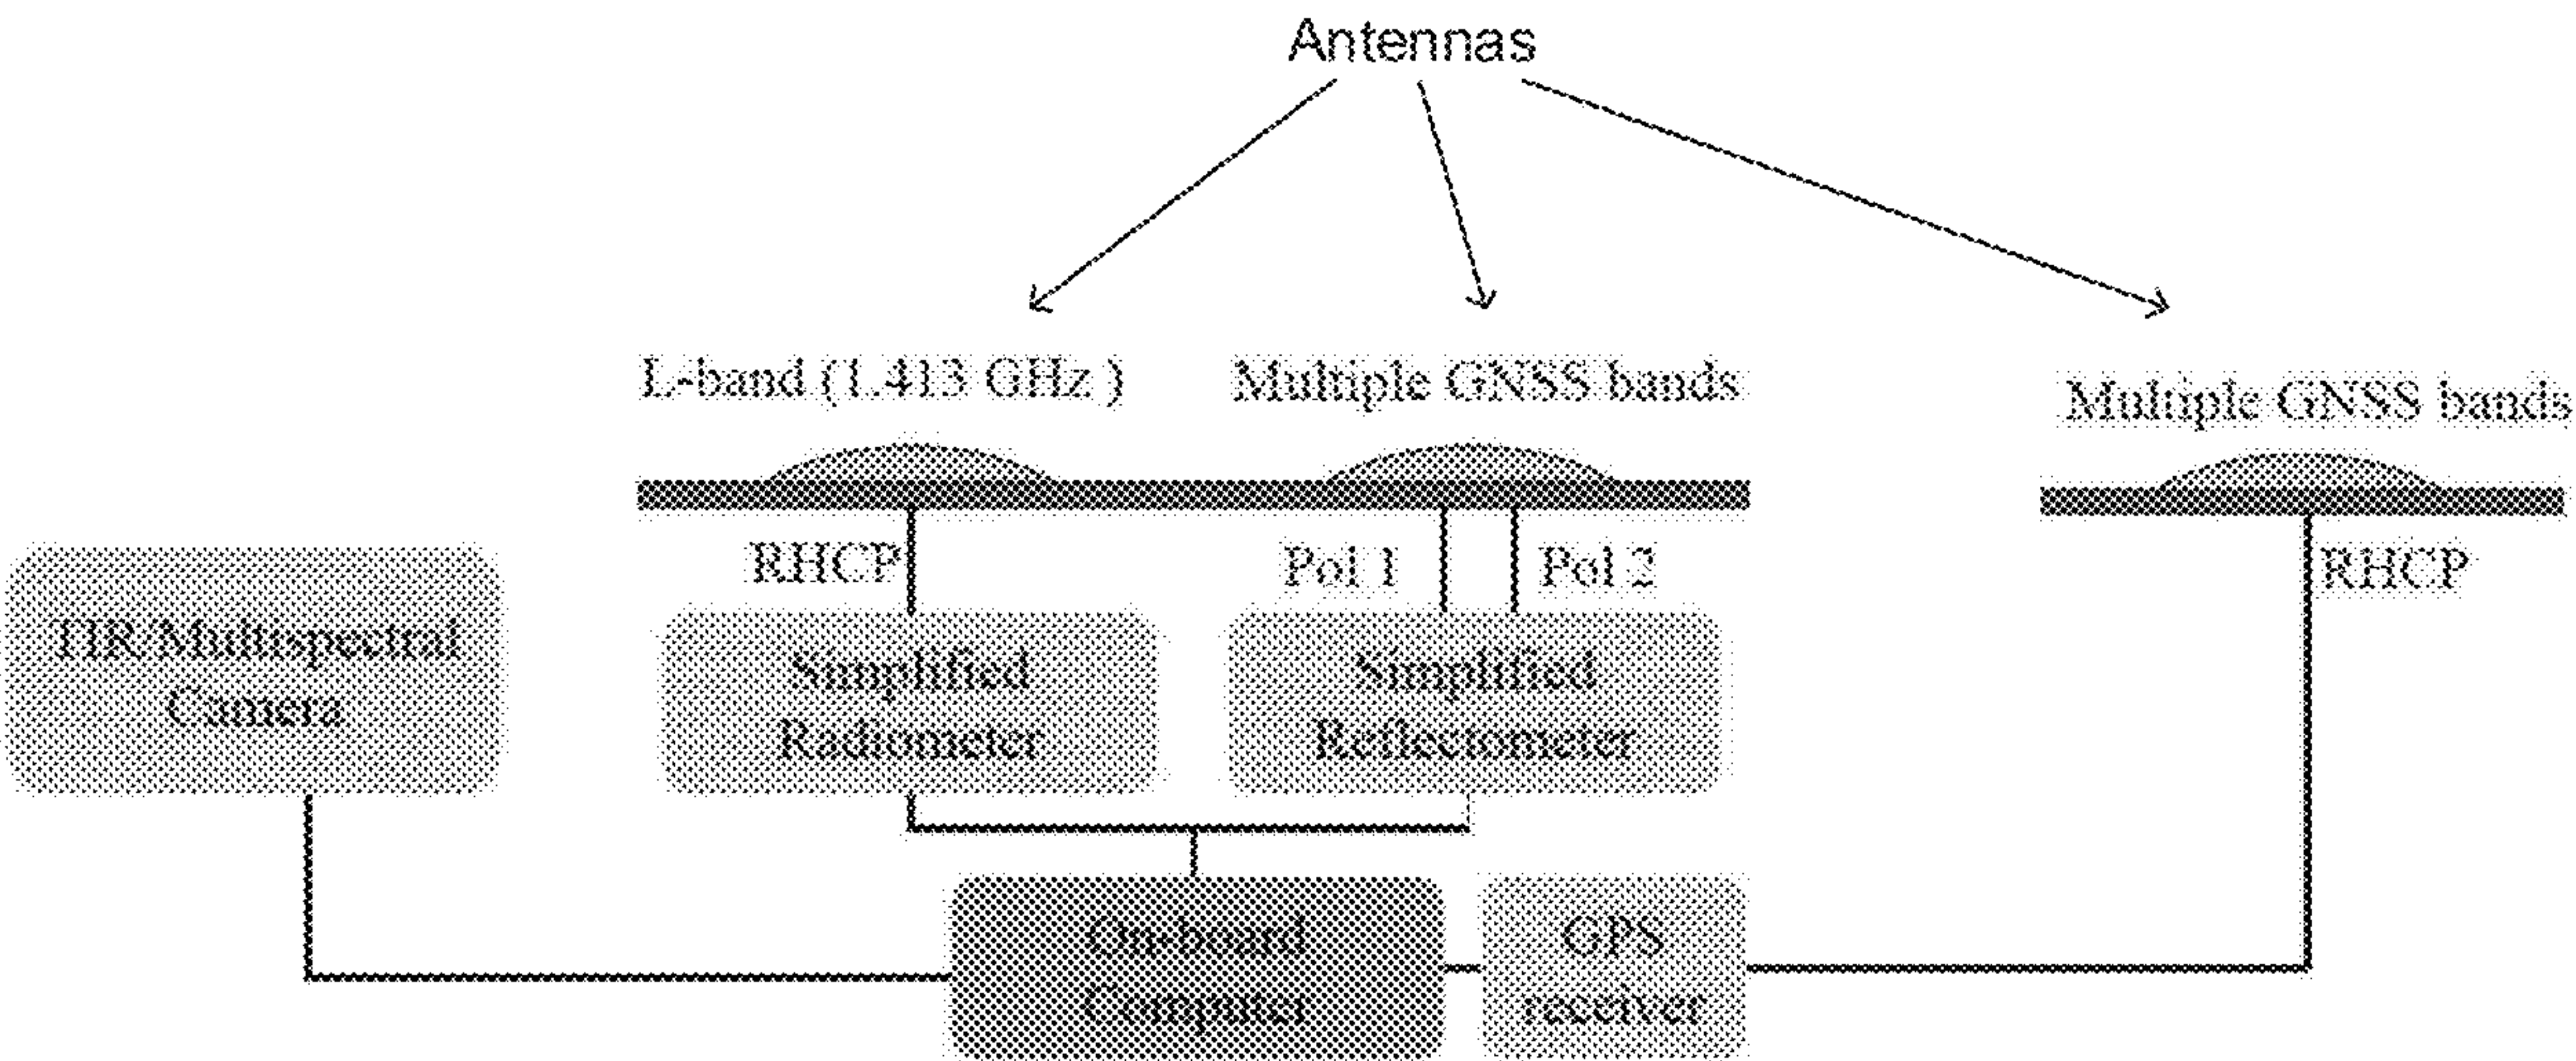 Antennas
L-band (1.413 GHz )
Multiple GNSS bands
Multiple GNSS bands
RHCP
Pol 1
Pol 2
RHCP
TIR/Multispectral
Camera
Simplified
Radiometer
Simplified
Reflectometer
On-board
Computer
GPS
receiver